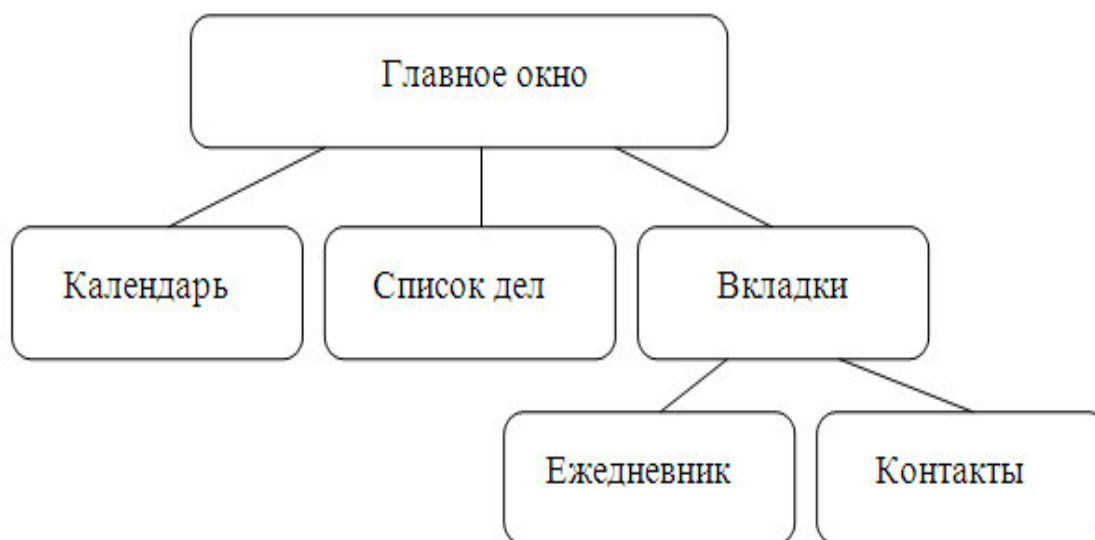 Главное окно
Календарь
Список дел
Вкладки
Ежедневник
Контакты